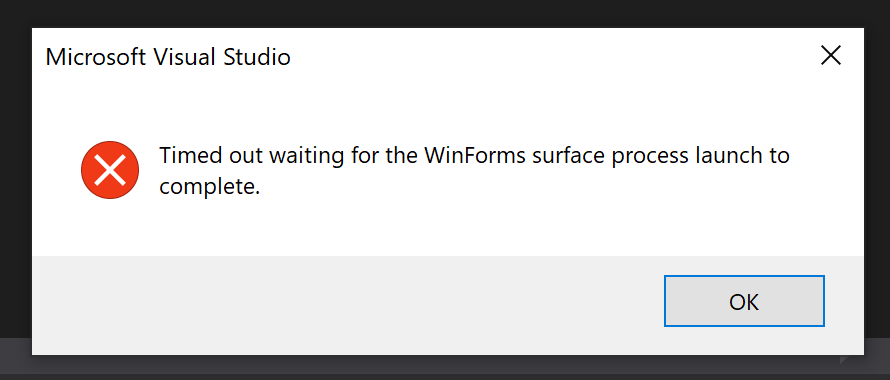 Microsoft Visual Studio
Timed out waiting for the WinForms surface process launch to
complete.
OK